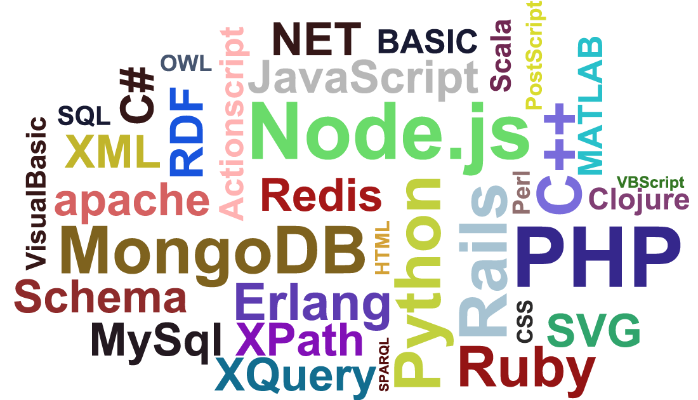 NET
BASIC
Scala
PostScript
OWL
C#
Actionscript
JavaScript
MATLAB
SQL
RDF
Node.js
C++
XML
VisualBasic
apache
Redis
Python
Rails
Perl
VBScript
Clojure
MongoDB
HTML
PHP
Schema
Erlang
CSS
SVG
MySql
XPath
SPARQL
Ruby
XQuery